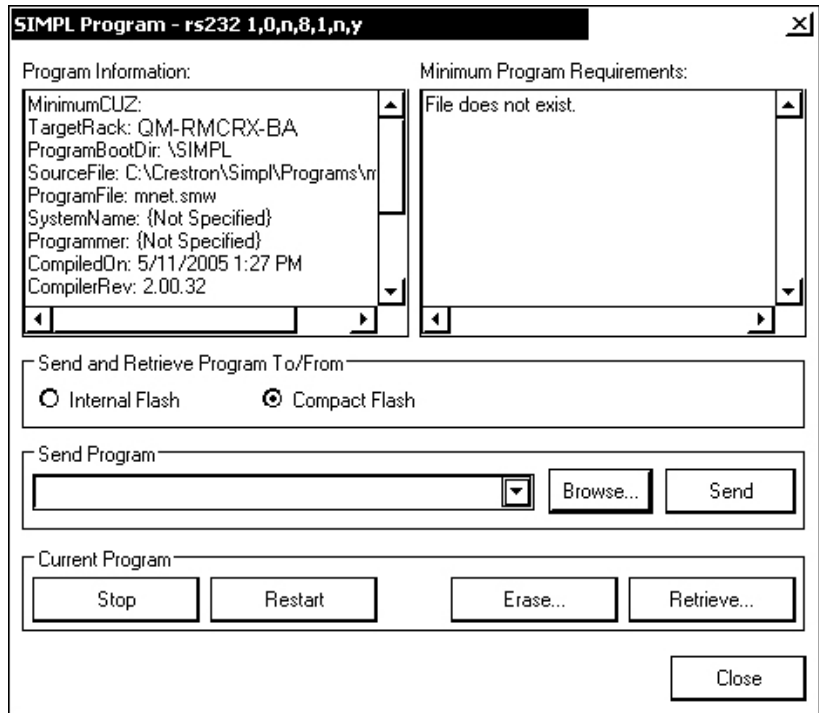 SIMPL Program - rs232 1,0,n,8,1,n,y
Program Information:
MinimumCUZ:
TargetRack: QM-RMCRX-BA
ProgramBootDir: \SIMPL
SourceFile: C:\Crestron\Simpl\Programs\m
ProgramFile: mnet.smw
SystemName: {Not Specified}
Programmer: {Not Specified}
CompiledOn: 5/11/2005 1:27 PM
CompilerRev: 2.00.32
Minimum Program Requirements:
File does not exist.
Send and Retrieve Program To/From
Internal Flash
Compact Flash
Send Program
Browse...
Send
Current Program
Stop
Restart
Erase...
Retrieve...
Close